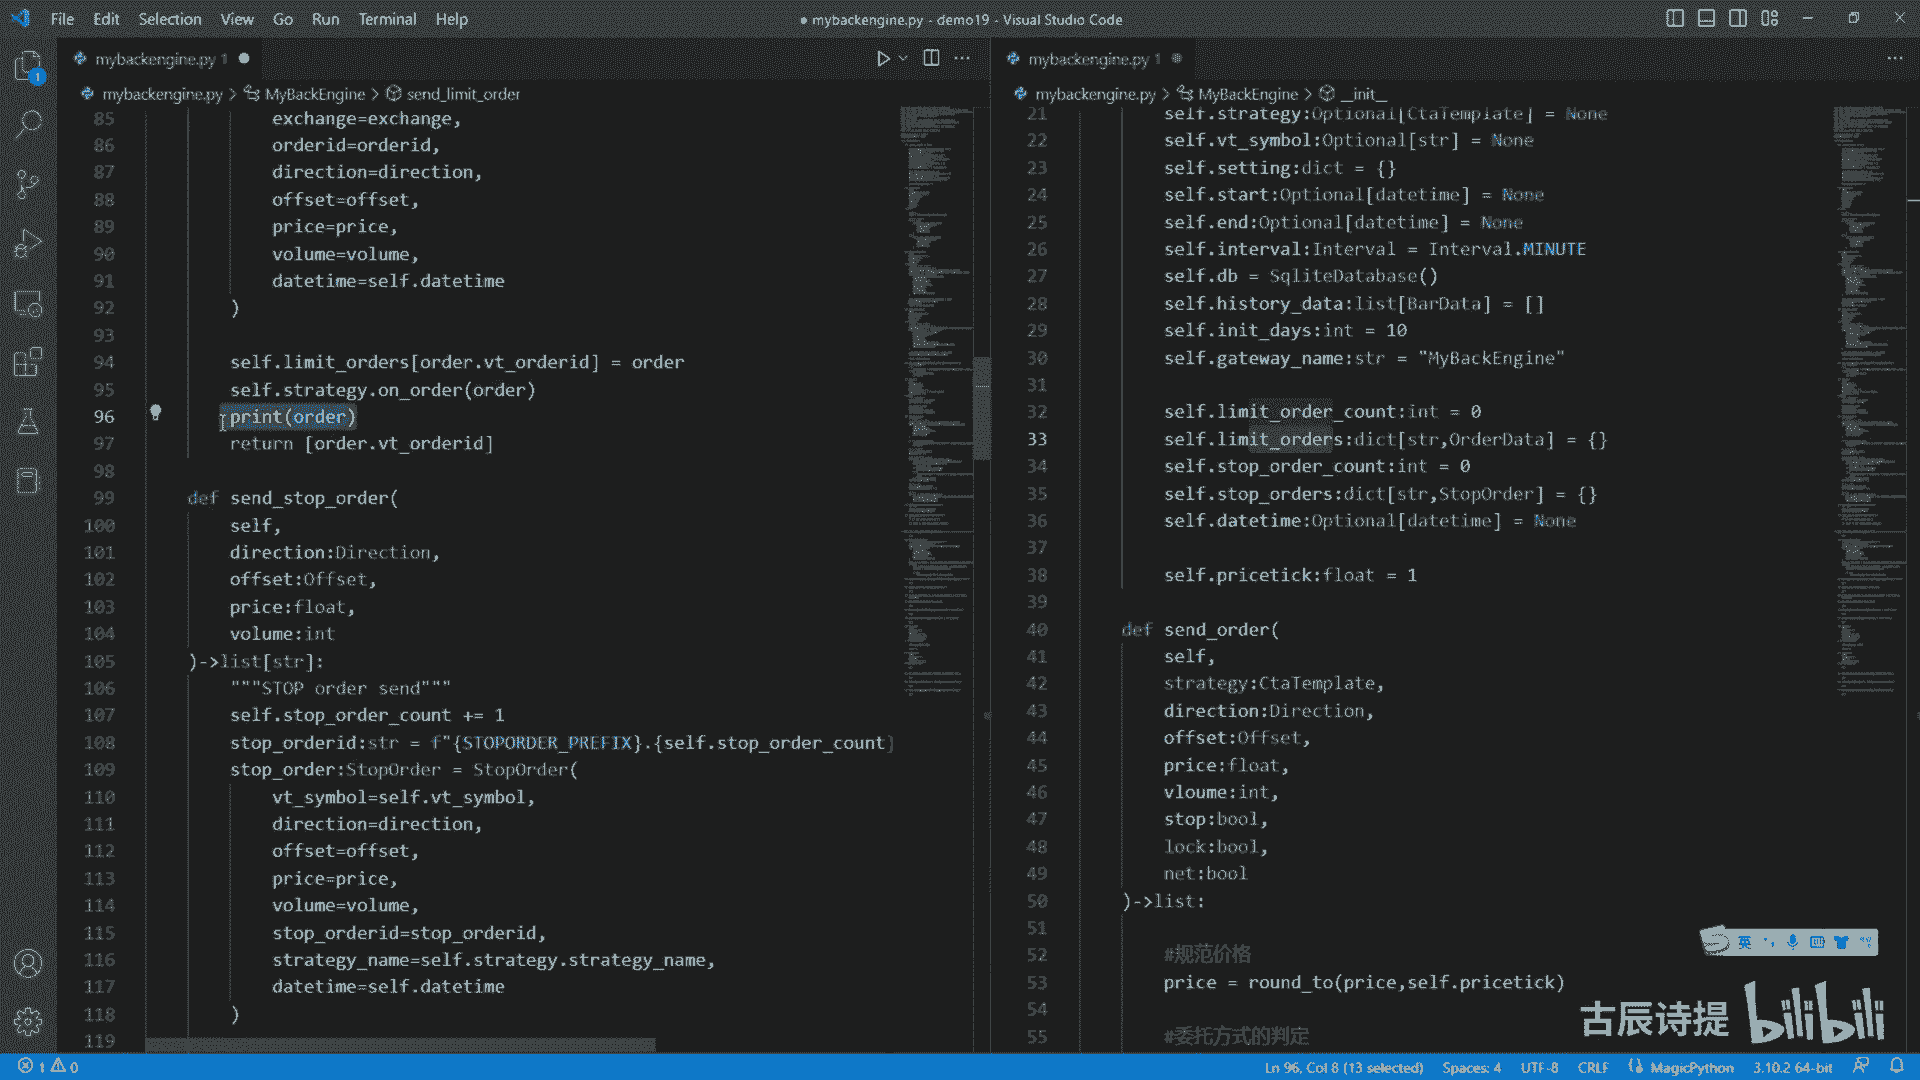 File Edit Selection View Go Run Terminal Help
● mybackengine.py - demo19 - Visual Studio Code
mybackengine.py 1 ●
mybackengine.py > MyBackEngine > send_limit_order
85 exchange=exchange,
86 orderid=orderid,
87 direction=direction,
88 offset=offset,
89 price=price,
90 volume=volume,
91 datetime=self.datetime
92 )
93
94 self.limit_orders[order.vt_orderid] = order
95 self.strategy.on_order(order)
96 print(order)
97 return [order.vt_orderid]
98
99 def send_stop_order(
100 self,
101 direction:Direction,
102 offset:Offset,
103 price:float,
104 volume:int
105 )->list[str]:
106 """STOP order send"""
107 self.stop_order_count += 1
108 stop_orderid:str = f"{STOPORDER_PREFIX}.{self.stop_order_count}
109 stop_order:StopOrder = StopOrder(
110 vt_symbol=self.vt_symbol,
111 direction=direction,
112 offset=offset,
113 price=price,
114 volume=volume,
115 stop_orderid=stop_orderid,
116 strategy_name=self.strategy.strategy_name,
117 datetime=self.datetime
118 )
119
mybackengine.py 1 ●
mybackengine.py > MyBackEngine > __init__
21 self.strategy:Optional[CtaTemplate] = None
22 self.vt_symbol:Optional[str] = None
23 self.setting:dict = {}
24 self.start:Optional[datetime] = None
25 self.end:Optional[datetime] = None
26 self.interval:Interval = Interval.MINUTE
27 self.db = SqliteDatabase()
28 self.history_data:list[BarData] = []
29 self.init_days:int = 10
30 self.gateway_name:str = "MyBackEngine"
31
32 self.limit_order_count:int = 0
33 self.limit_orders:dict[str,OrderData] = {}
34 self.stop_order_count:int = 0
35 self.stop_orders:dict[str,StopOrder] = {}
36 self.datetime:Optional[datetime] = None
37
38 self.pricetick:float = 1
39
40 def send_order(
41 self,
42 strategy:CtaTemplate,
43 direction:Direction,
44 offset:Offset,
45 price:float,
46 vloume:int,
47 stop:bool,
48 lock:bool,
49 net:bool
50 )->list:
51
52 #规范价格
53 price = round_to(price,self.pricetick)
54
55 #委托方式的判定
1
英
古辰诗提 bilibili
1 0
Ln 96, Col 8 (13 selected) Spaces: 4 UTF-8 CRLF MagicPython 3.10.2 64-bit